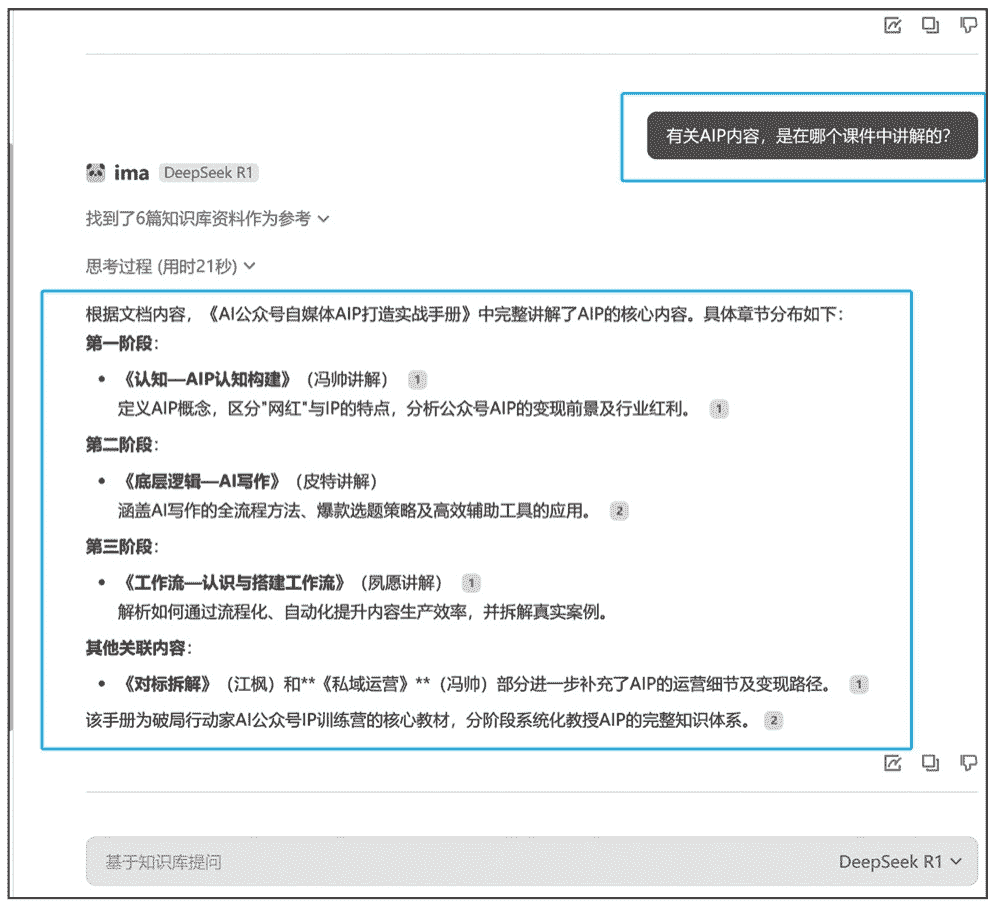 有关AIP内容，是在哪个课件中讲解的？
ima DeepSeek R1
找到了6篇知识库资料作为参考
思考过程 (用时21秒)
根据文档内容，《AI公众号自媒体AIP打造实战手册》中完整讲解了AIP的核心内容。具体章节分布如下：
第一阶段：
• 《认知—AIP认知构建》（冯帅讲解） 1
定义AIP概念，区分"网红"与IP的特点，分析公众号AIP的变现前景及行业红利。 1
第二阶段：
• 《底层逻辑—AI写作》（皮特讲解）
涵盖AI写作的全流程方法、爆款选题策略及高效辅助工具的应用。 2
第三阶段：
• 《工作流—认识与搭建工作流》（夙愿讲解） 1
解析如何通过流程化、自动化提升内容生产效率，并拆解真实案例。
其他关联内容：
• 《对标拆解》（江枫）和**《私域运营》**（冯帅）部分进一步补充了AIP的运营细节及变现路径。 1
该手册为破局行动家AI公众号IP训练营的核心教材，分阶段系统化教授AIP的完整知识体系。 2
基于知识库提问 DeepSeek R1